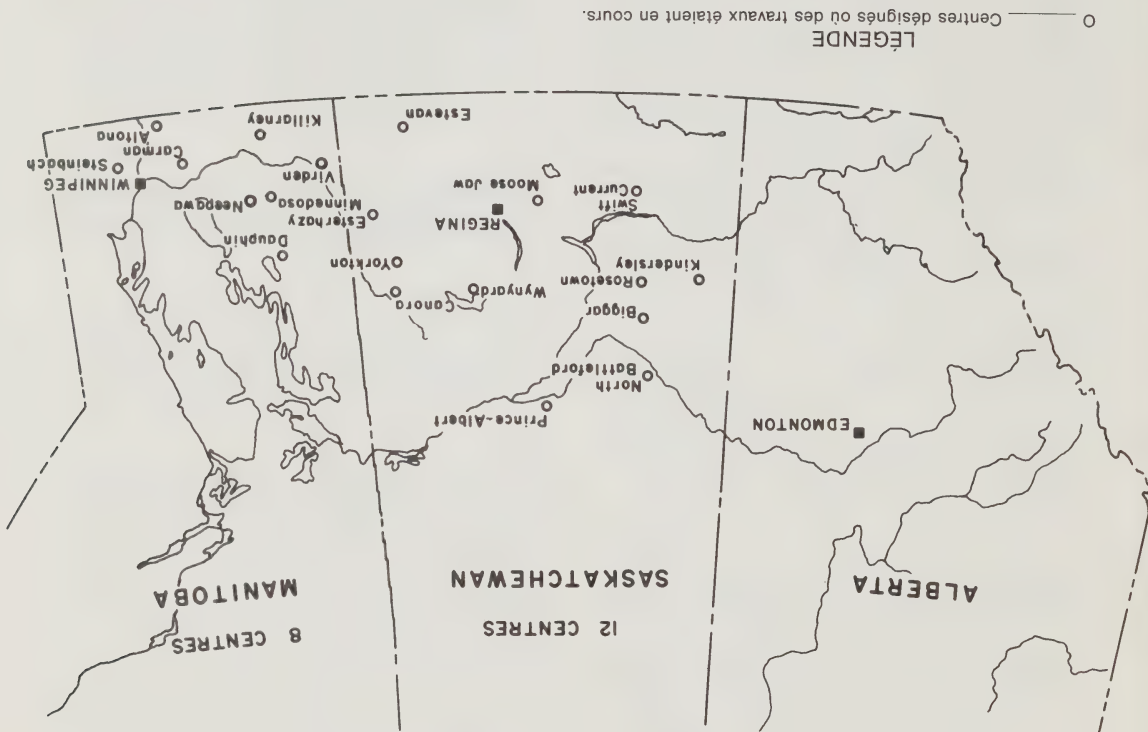 12 CENTRES
8 CENTRES
ALBERTA
SASKATCHEWAN
MANITOBA
EDMONTON
Prince-Albert
North
Battleford
Biggar
Kindersley
Rosetown
Wynyard
Canora
Yorkton
Dauphin
Swift
Current
Moose Jaw
REGINA
Esterhazy
Minnedosa
Neepawa
Virden
WINNIPEG
Steinbach
Carman
Altona
Killarney
Estevan
LÉGENDE
O Centres désignés où des travaux étaient en cours.